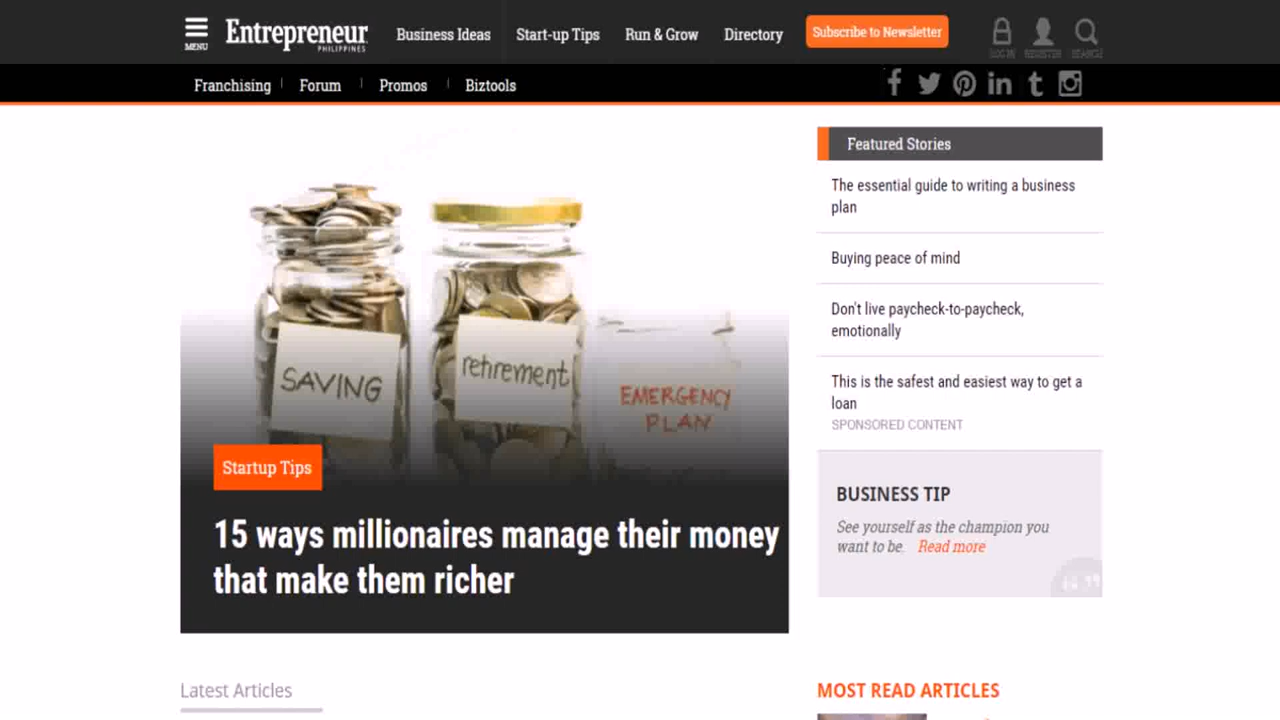 MENU
Entrepreneur
PHILIPPINES
Business Ideas
Start-up Tips
Run & Grow
Directory
Subscribe to Newsletter
LOG IN
REGISTER
SEARCH
Franchising
Forum
Promos
Biztools
SAVING
retirement
EMERGENCY
PLAN
Startup Tips
15 ways millionaires manage their money
that make them richer
Featured Stories
The essential guide to writing a business
plan
Buying peace of mind
Don't live paycheck-to-paycheck,
emotionally
This is the safest and easiest way to get a
loan
SPONSORED CONTENT
BUSINESS TIP
See yourself as the champion you
want to be. Read more
Latest Articles
MOST READ ARTICLES